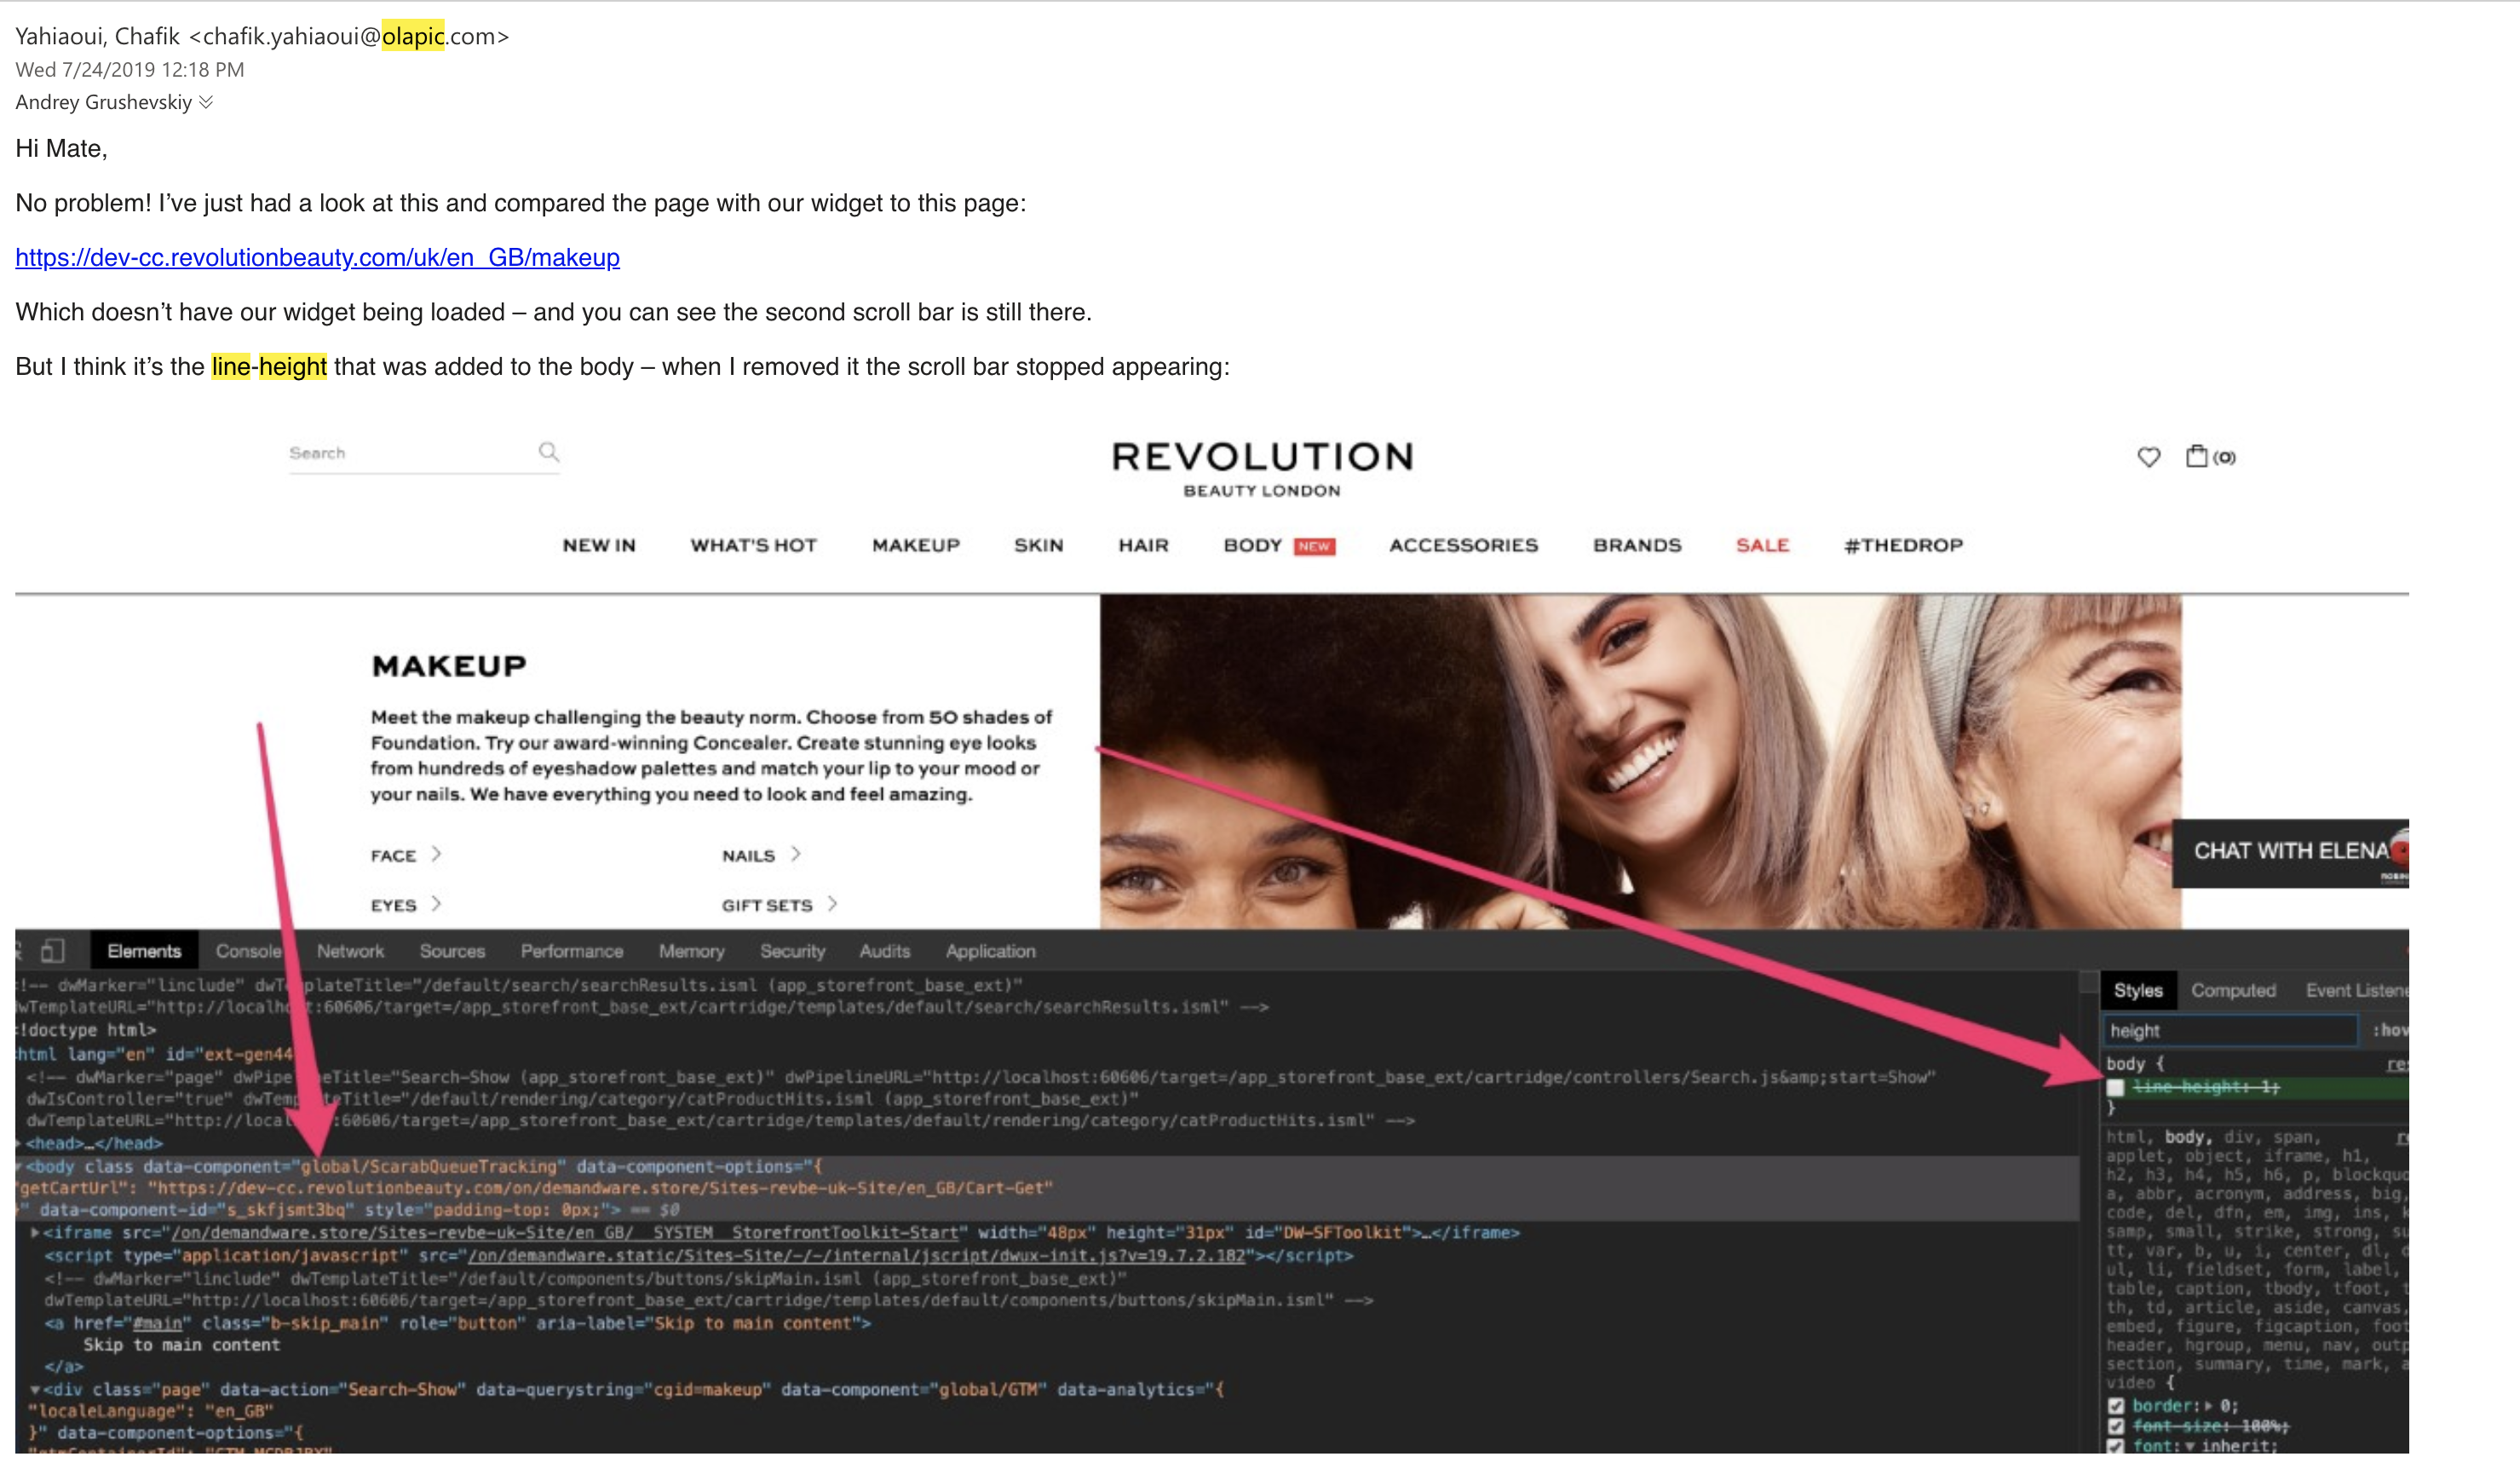 Yahiaoui, Chafik <chafik.yahiaoui@olapic.com>
Wed 7/24/2019 12:18 PM
Andrey Grushevskiy
Hi Mate,
No problem! I’ve just had a look at this and compared the page with our widget to this page:
https://dev-cc.revolutionbeauty.com/uk/en_GB/makeup
Which doesn’t have our widget being loaded – and you can see the second scroll bar is still there.
But I think it’s the line-height that was added to the body – when I removed it the scroll bar stopped appearing:
Search
REVOLUTION
BEAUTY LONDON
(0)
NEW IN WHAT'S HOT MAKEUP SKIN HAIR BODY NEW ACCESSORIES BRANDS SALE #THEDROP
MAKEUP
Meet the makeup challenging the beauty norm. Choose from 50 shades of
Foundation. Try our award-winning Concealer. Create stunning eye looks
from hundreds of eyeshadow palettes and match your lip to your mood or
your nails. We have everything you need to look and feel amazing.
FACE NAILS
EYES GIFT SETS
CHAT WITH ELENA
Elements Console Network Sources Performance Memory Security Audits Application
!-- dwMarker="linclude" dwT plateTitle="/default/search/searchResults.isml (app_storefront_base_ext)"
wTemplateURL="http://localh :60606/target=/app_storefront_base_ext/cartridge/templates/default/search/searchResults.isml" -->
!doctype html>
html lang="en" id="ext-gen44
<!-- dwMarker="page" dwPipe eTitle="Search-Show (app_storefront_base_ext)" dwPipelineURL="http://localhost:60606/target=/app_storefront_base_ext/cartridge/controllers/Search.js&amp;start=Show"
dwIsController="true" dwTemp teTitle="/default/rendering/category/catProductHits.isml (app_storefront_base_ext)"
dwTemplateURL="http://loca :60606/target=/app_storefront_base_ext/cartridge/templates/default/rendering/category/catProductHits.isml" -->
<head>…</head>
<body class data-component="global/ScarabQueueTracking" data-component-options="{
"getCartUrl": "https://dev-cc.revolutionbeauty.com/on/demandware.store/Sites-revbe-uk-Site/en_GB/Cart-Get"
}" data-component-id="s_skfjsmt3bq" style="padding-top: 0px;"> == $0
<iframe src="/on/demandware.store/Sites-revbe-uk-Site/en_GB/__SYSTEM__StorefrontToolkit-Start" width="48px" height="31px" id="DW-SFToolkit">…</iframe>
<script type="application/javascript" src="/on/demandware.static/Sites-Site/-/-/internal/jscript/dwux-init.js?v=19.7.2.182"></script>
<!-- dwMarker="linclude" dwTemplateTitle="/default/components/buttons/skipMain.isml (app_storefront_base_ext)"
dwTemplateURL="http://localhost:60606/target=/app_storefront_base_ext/cartridge/templates/default/components/buttons/skipMain.isml" -->
<a href="#main" class="b-skip_main" role="button" aria-label="Skip to main content">
Skip to main content
</a>
<div class="page" data-action="Search-Show" data-querystring="cgid=makeup" data-component="global/GTM" data-analytics="{
"localeLanguage": "en_GB"
}" data-component-options="{
Styles Computed Event Listene
height :hov
body {
line-height: 1;
}
html, body, div, span,
applet, object, iframe, h1,
h2, h3, h4, h5, h6, p, blockquo
a, abbr, acronym, address, big,
code, del, dfn, em, img, ins, k
samp, small, strike, strong, su
tt, var, b, u, i, center, dl, d
ul, li, fieldset, form, label,
table, caption, tbody, tfoot, t
th, td, article, aside, canvas,
embed, figure, figcaption, foot
header, hgroup, menu, nav, outp
section, summary, time, mark, a
video {
border: 0;
font-size: 100%;
font: inherit;